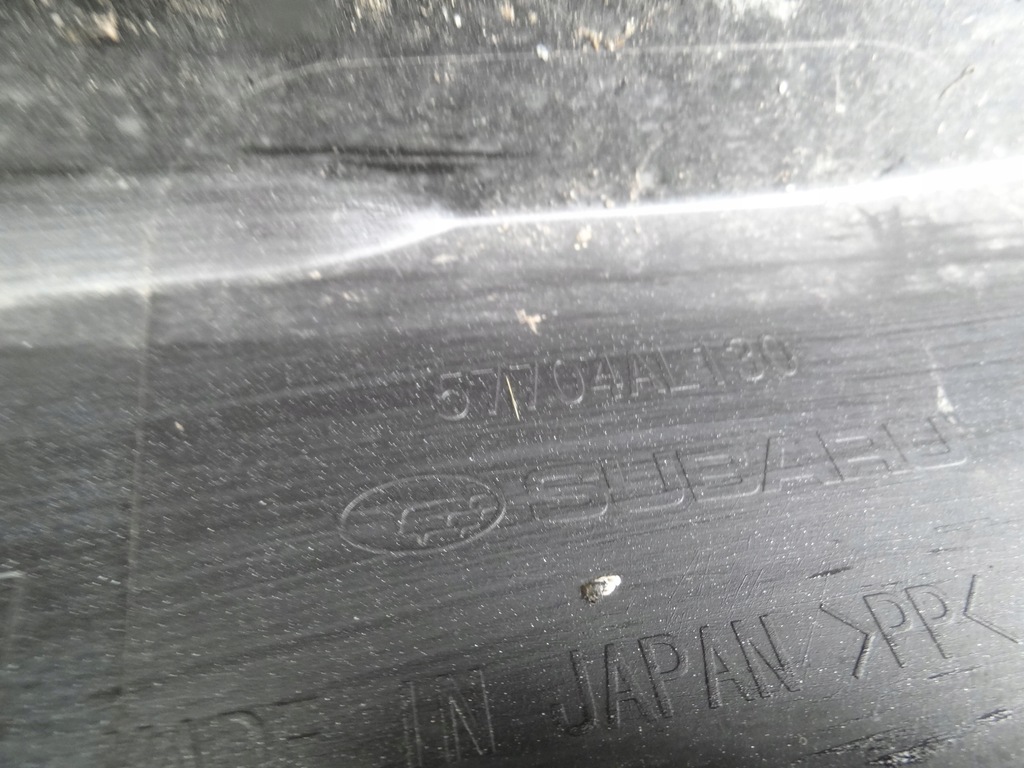 57704AL130
SUBARU
IN JAPAN >PP<